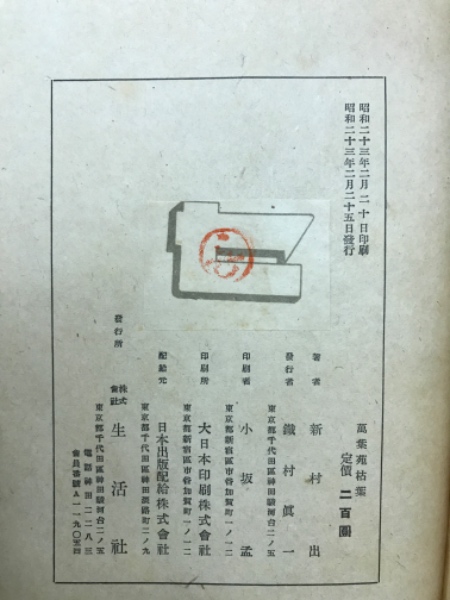 昭和二十三年二月二十日印刷
昭和二十三年二月二十五日發行
萬葉苑枯葉
定價 二百圓
著者 新村出
發行者 鐵村眞一
東京都千代田區神田駿河台二ノ五
印刷者 小坂孟
東京都新宿區市谷加賀町一ノ一二
印刷所 大日本印刷株式會社
東京都新宿區市谷加賀町一ノ一二
配給元 日本出版配給株式會社
東京都千代田區神田淡路町二ノ九
發行所 株式會社 生活社
東京都千代田區神田駿河台二ノ五
電話神田二二八三
會員番號A一一九〇五四